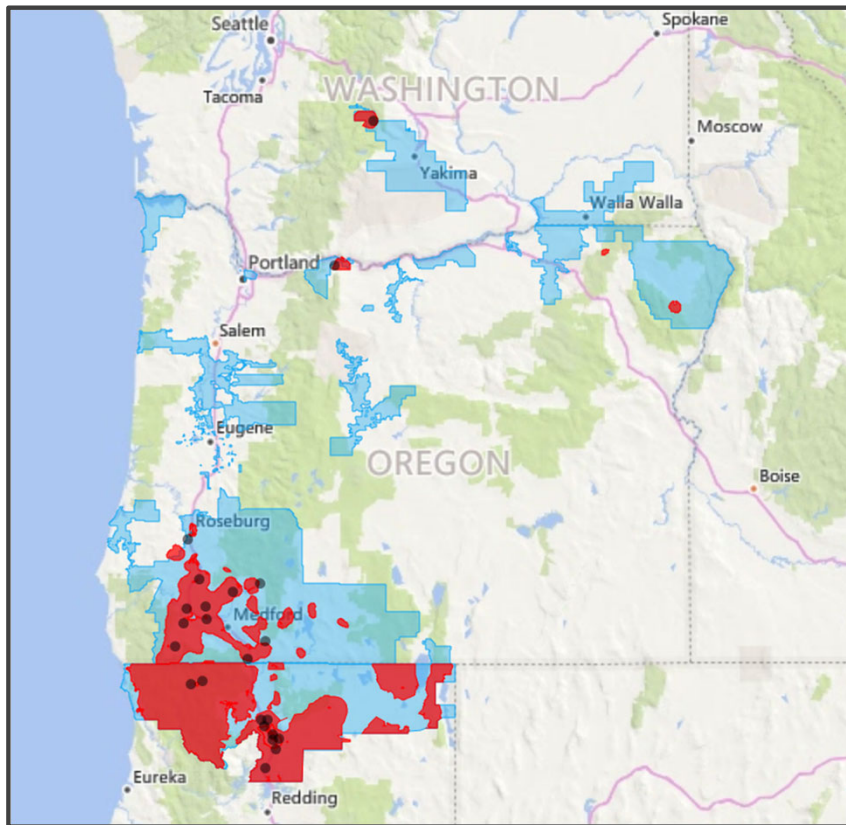 Seattle
Spokane
WASHINGTON
Tacoma
Moscow
Yakima
Walla Walla
Portland
Salem
Eugene
OREGON
Boise
Roseburg
Medford
Eureka
Redding